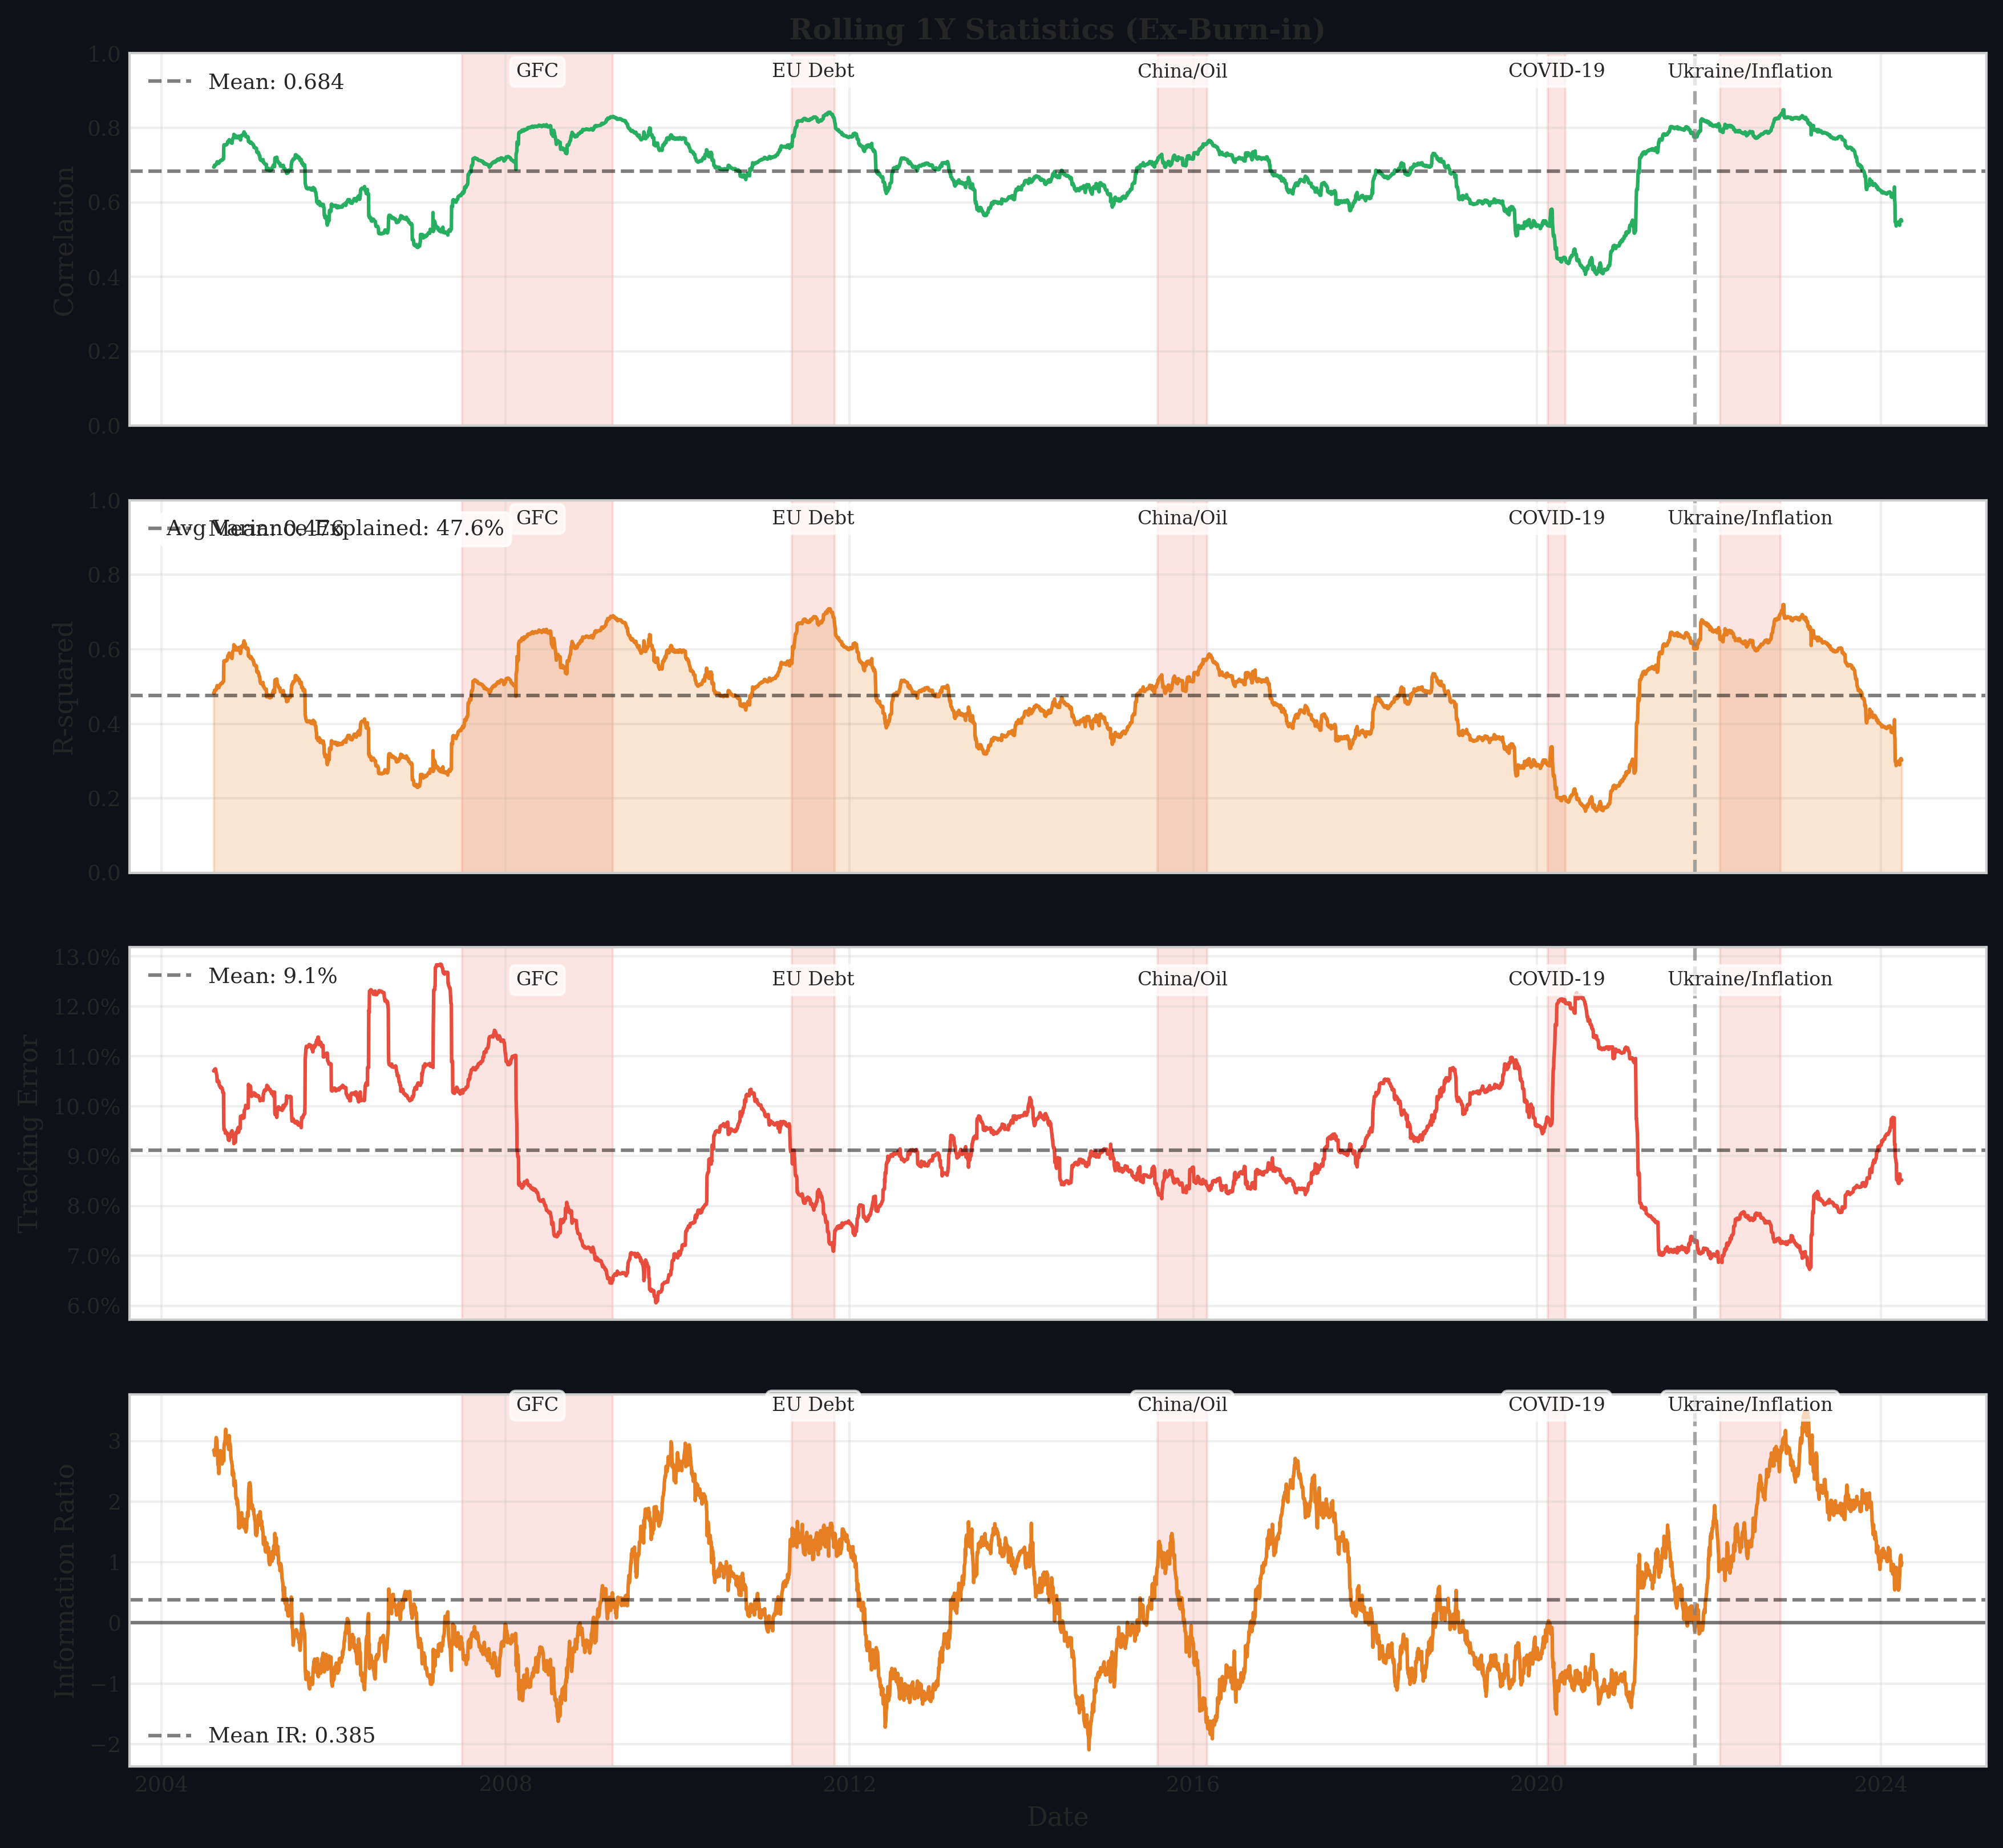 Rolling 1Y Statistics (Ex-Burn-in)
Correlation
1.0
0.8
0.6
0.4
0.2
0.0
Mean: 0.684
GFC
EU Debt
China/Oil
COVID-19
Ukraine/Inflation
R-squared
1.0
0.8
0.6
0.4
0.2
0.0
Mean: 0.476
Avg Variance Explained: 47.6%
GFC
EU Debt
China/Oil
COVID-19
Ukraine/Inflation
Tracking Error
13.0%
12.0%
11.0%
10.0%
9.0%
8.0%
7.0%
6.0%
Mean: 9.1%
GFC
EU Debt
China/Oil
COVID-19
Ukraine/Inflation
Information Ratio
3
2
1
0
−1
−2
GFC
EU Debt
China/Oil
COVID-19
Ukraine/Inflation
Mean IR: 0.385
2004
2008
2012
2016
2020
2024
Date